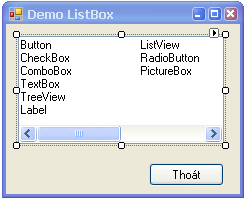 Demo ListBox
Button ListView
CheckBox RadioButton
ComboBox PictureBox
TextBox
TreeView
Label
Thoát